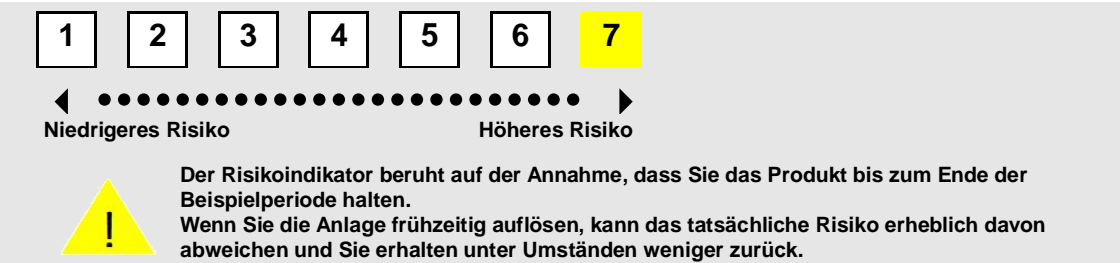 1 2 3 4 5 6 7
Niedrigeres Risiko Höheres Risiko
Der Risikoindikator beruht auf der Annahme, dass Sie das Produkt bis zum Ende der
Beispielperiode halten.
Wenn Sie die Anlage frühzeitig auflösen, kann das tatsächliche Risiko erheblich davon
abweichen und Sie erhalten unter Umständen weniger zurück.
!